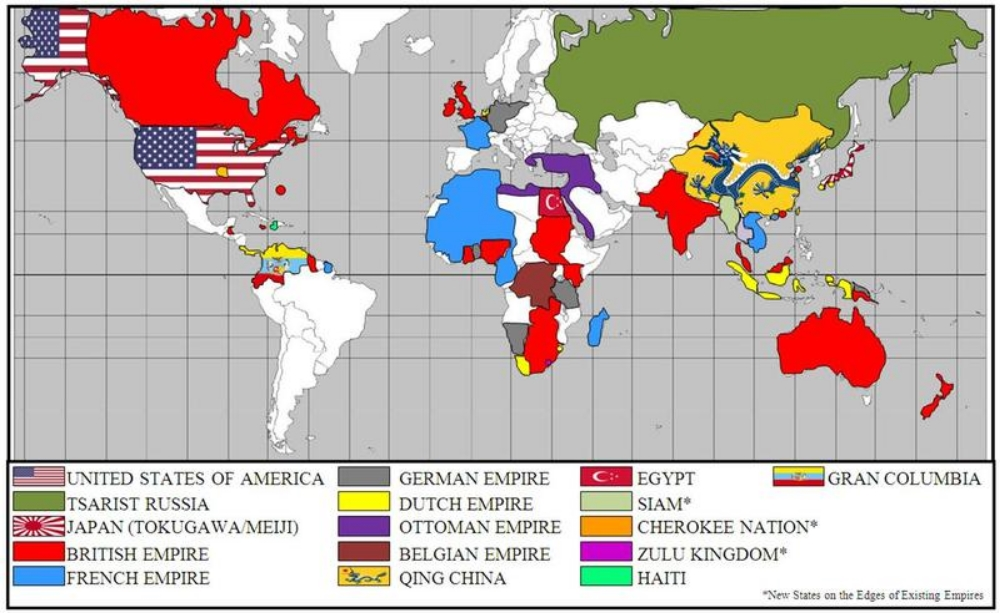 UNITED STATES OF AMERICA
TSARIST RUSSIA
JAPAN (TOKUGAWA/MEIJI)
BRITISH EMPIRE
FRENCH EMPIRE
GERMAN EMPIRE
DUTCH EMPIRE
OTTOMAN EMPIRE
BELGIAN EMPIRE
QING CHINA
EGYPT
SIAM*
CHEROKEE NATION*
ZULU KINGDOM*
HAITI
GRAN COLUMBIA
*New States on the Edges of Existing Empires